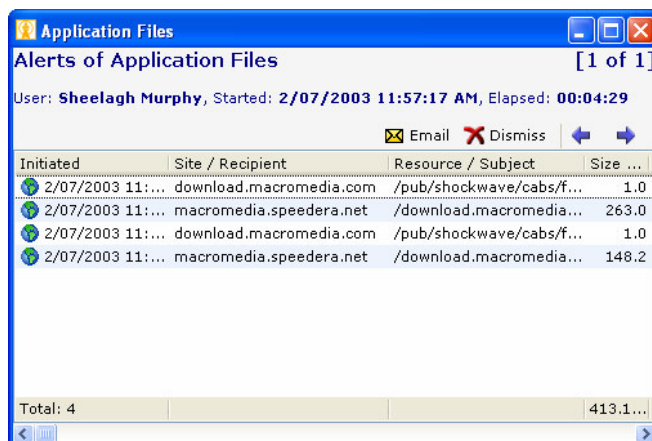 Application Files
Alerts of Application Files [1 of 1]
User: Sheelagh Murphy, Started: 2/07/2003 11:57:17 AM, Elapsed: 00:04:29
Email Dismiss
Initiated Site / Recipient Resource / Subject Size ...
2/07/2003 11:... download.macromedia.com /pub/shockwave/cabs/f... 1.0
2/07/2003 11:... macromedia.speedera.net /download.macromedia... 263.0
2/07/2003 11:... download.macromedia.com /pub/shockwave/cabs/f... 1.0
2/07/2003 11:... macromedia.speedera.net /download.macromedia... 148.2
Total: 4 413.1...